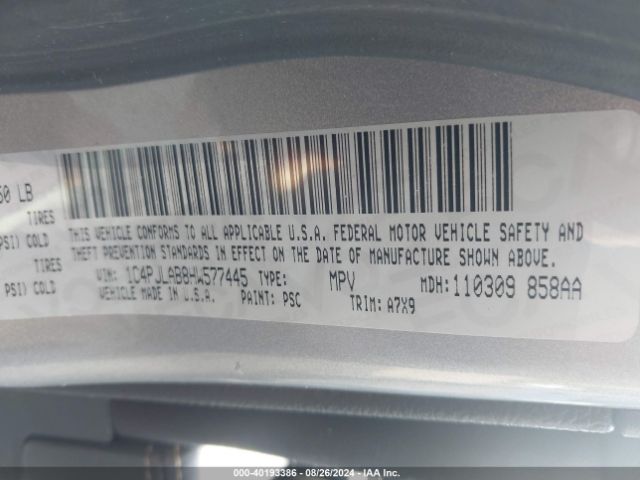 60 LB
TIRES
PSI) COLD
TIRES
PSI) COLD
THIS VEHICLE CONFORMS TO ALL APPLICABLE U.S.A. FEDERAL MOTOR VEHICLE SAFETY AND
THEFT PREVENTION STANDARDS IN EFFECT ON THE DATE OF MANUFACTURE SHOWN ABOVE.
VIN: 1C4PJLAB8HW577445 TYPE: MPV MDH:110309 858AA
VEHICLE MADE IN U.S.A. PAINT: PSC TRIM: A7X9
000-40193386 - 08/26/2024 - IAA Inc.